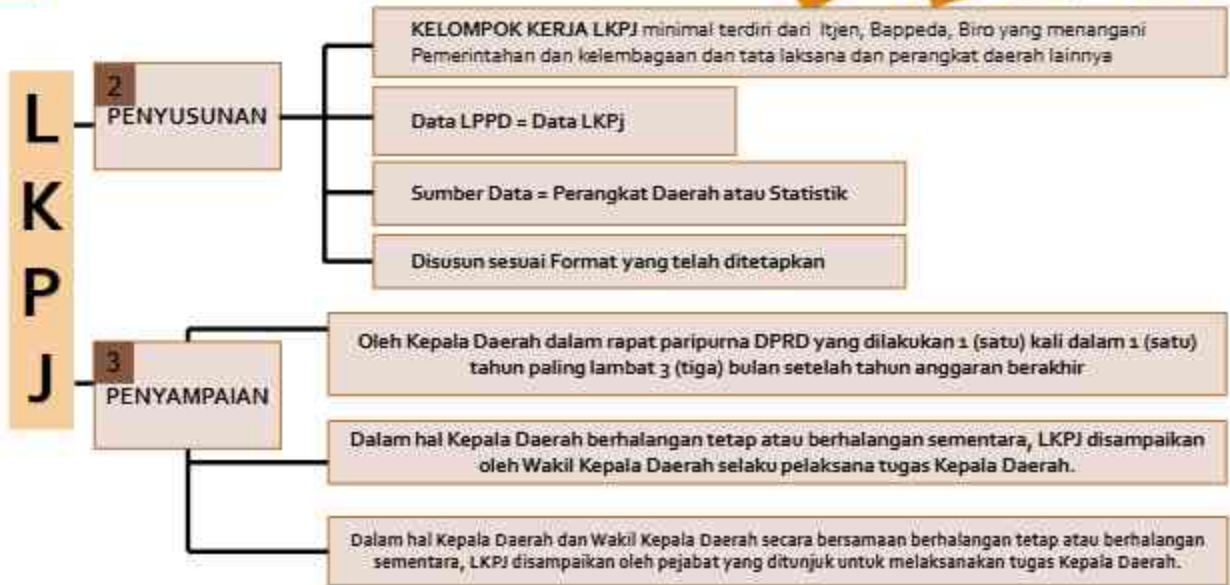 L
K
P
J
2
PENYUSUNAN
KELOMPOK KERJA LKPJ minimal terdiri dari Itjen, Bappeda, Biro yang menangani
Pemerintahan dan kelembagaan dan tata laksana dan perangkat daerah lainnya
Data LPPD = Data LKPj
Sumber Data = Perangkat Daerah atau Statistik
Disusun sesuai Format yang telah ditetapkan
3
PENYAMPAIAN
Oleh Kepala Daerah dalam rapat paripurna DPRD yang dilakukan 1 (satu) kali dalam 1 (satu)
tahun paling lambat 3 (tiga) bulan setelah tahun anggaran berakhir
Dalam hal Kepala Daerah berhalangan tetap atau berhalangan sementara, LKPJ disampaikan
oleh Wakil Kepala Daerah selaku pelaksana tugas Kepala Daerah.
Dalam hal Kepala Daerah dan Wakil Kepala Daerah secara bersamaan berhalangan tetap atau berhalangan
sementara, LKPJ disampaikan oleh pejabat yang ditunjuk untuk melaksanakan tugas Kepala Daerah.